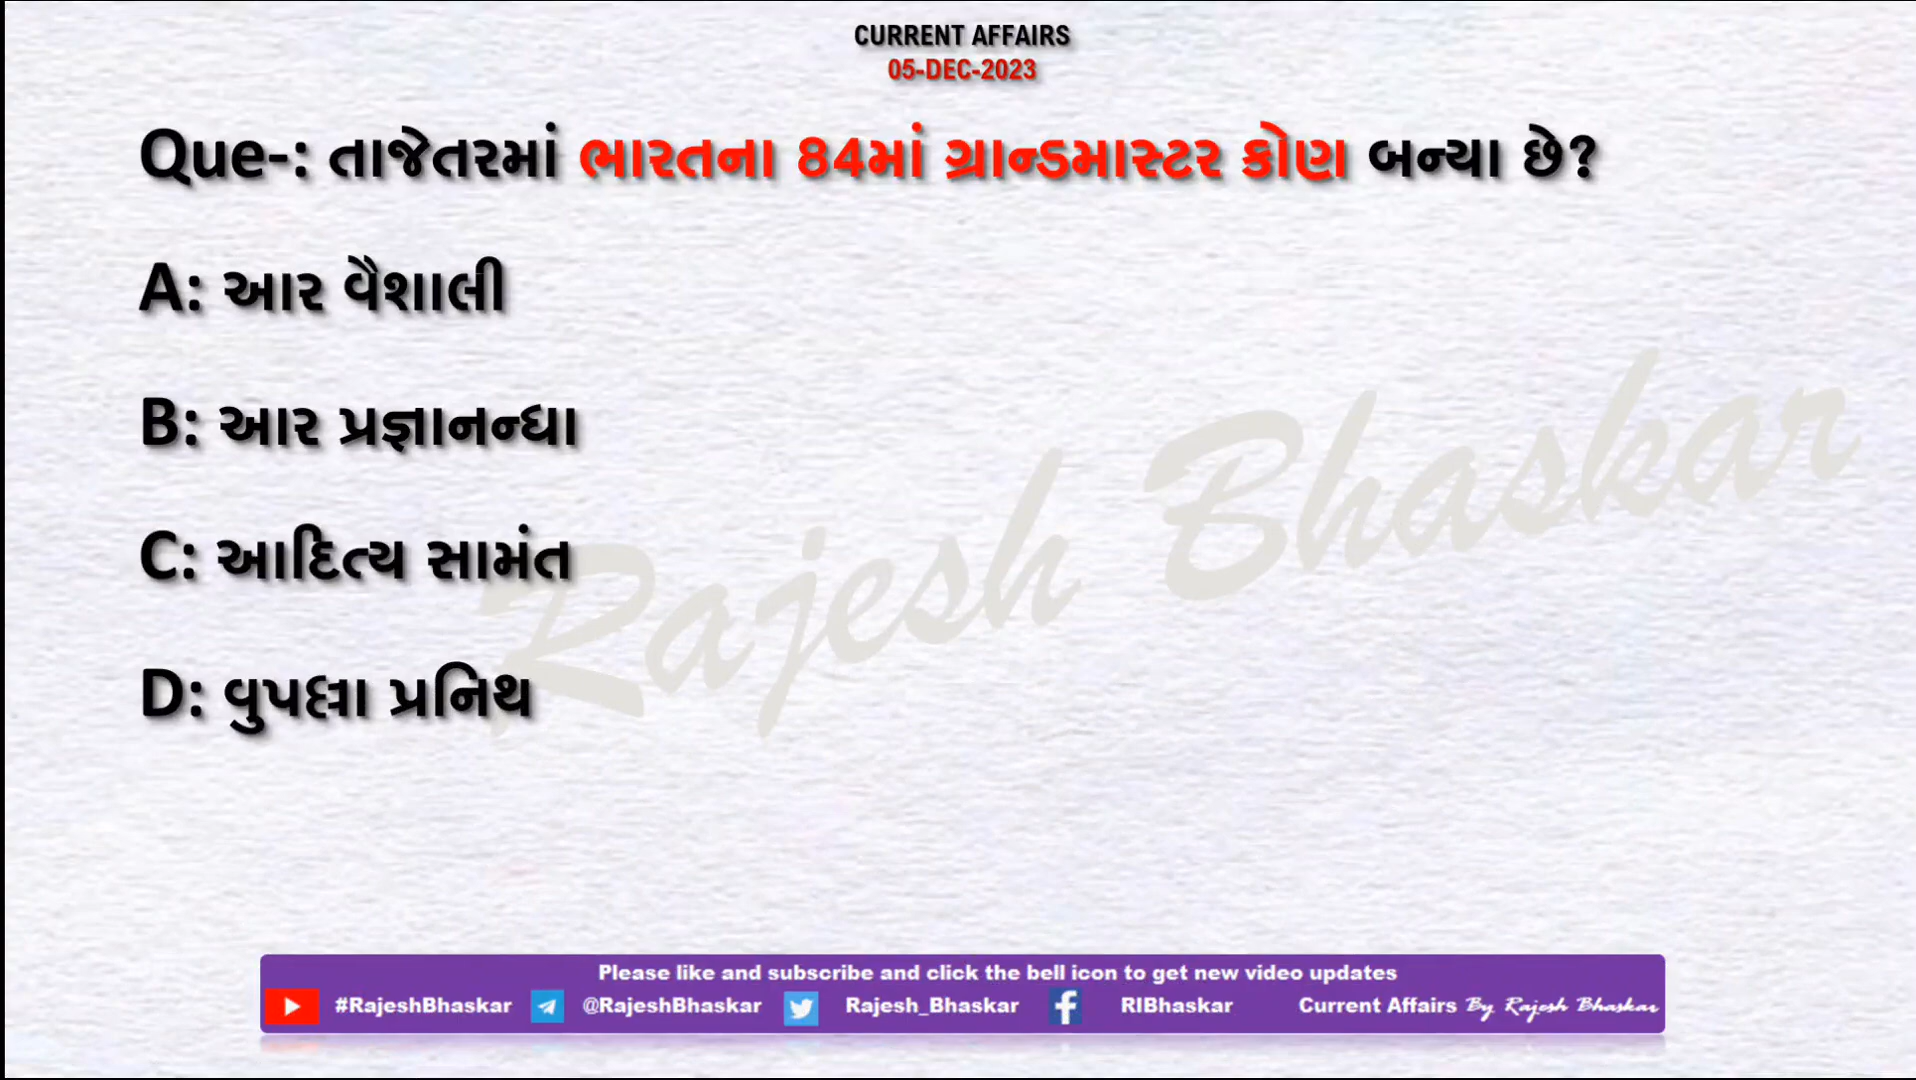 CURRENT AFFAIRS
05-DEC-2023
Que-: તાજેતરમાં ભારતના 84માં ગ્રાન્ડમાસ્ટર કોણ બન્યા છે?
A: આર વૈશાલી
B: આર પ્રજ્ઞાનન્ધા
C: આદિત્ય સામંત
D: વુપલ્લા પ્રનિથ
Rajesh Bhaskar
Please like and subscribe and click the bell icon to get new video updates
#RajeshBhaskar @RajeshBhaskar Rajesh_Bhaskar RIBhaskar Current Affairs By Rajesh Bhaskar